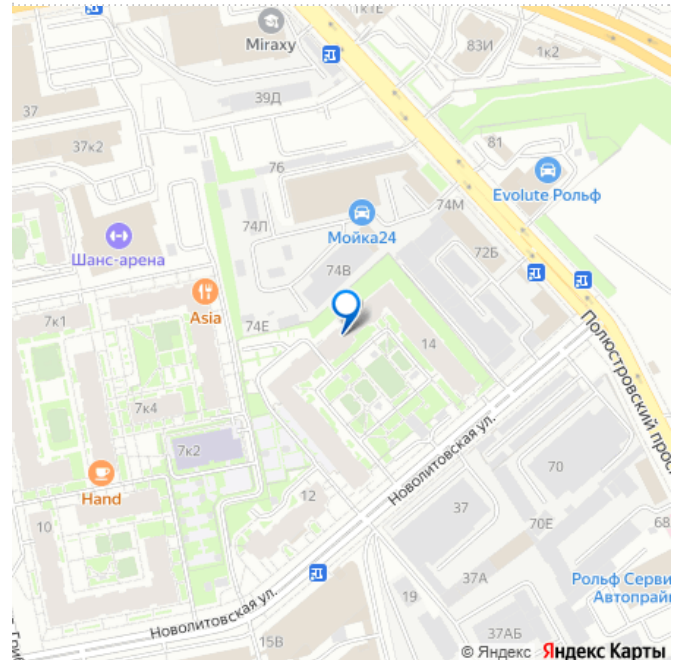 1к1Е
Miraxy
83И
1к2
37
39Д
37к2
76
81
Evolute Рольф
74М
74Л
Мойка24
Шанс-арена
72Б
74В
Asia
7к1
74Е
14
Полюстровский прос
7к4
7к2
Новолитовская ул.
Hand
70
12
37
10
70Е
68
37А
Рольф Серви
Автопрай
19
Новолитовская ул.
15В
37АБ
© Яндекс Яндекс Карты